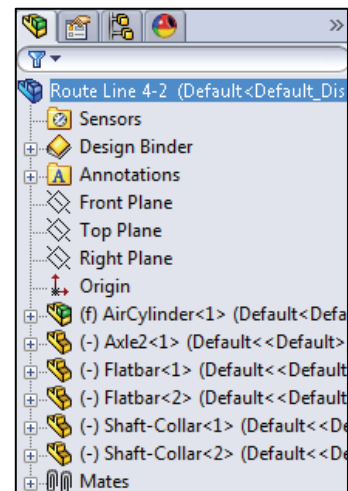 »
Route Line 4-2 (Default<Default_Dis
Sensors
Design Binder
A Annotations
Front Plane
Top Plane
Right Plane
Origin
(f) AirCylinder<1> (Default<Defa
(-) Axle2<1> (Default<<Default>
(-) Flatbar<1> (Default<<Default
(-) Flatbar<2> (Default<<Default
(-) Shaft-Collar<1> (Default<<De
(-) Shaft-Collar<2> (Default<<De
Mates